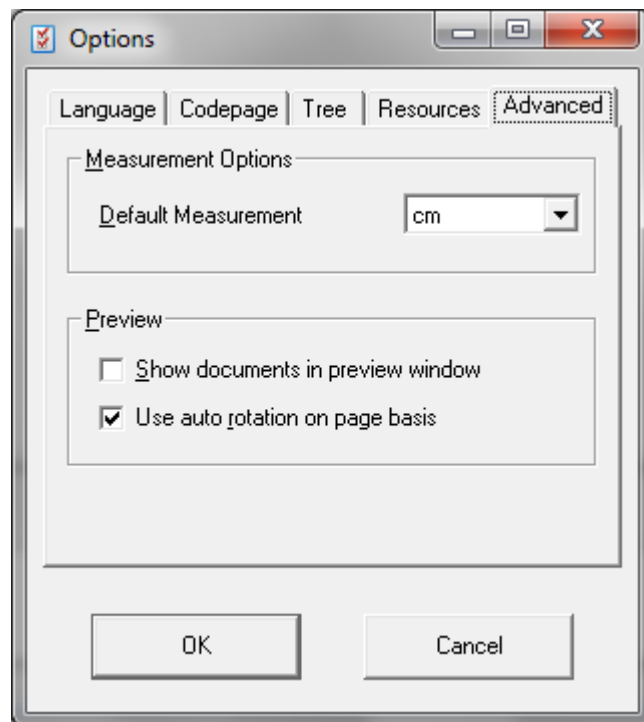 Options
Language Codepage Tree Resources Advanced
Measurement Options
Default Measurement cm
Preview
Show documents in preview window
Use auto rotation on page basis
OK Cancel